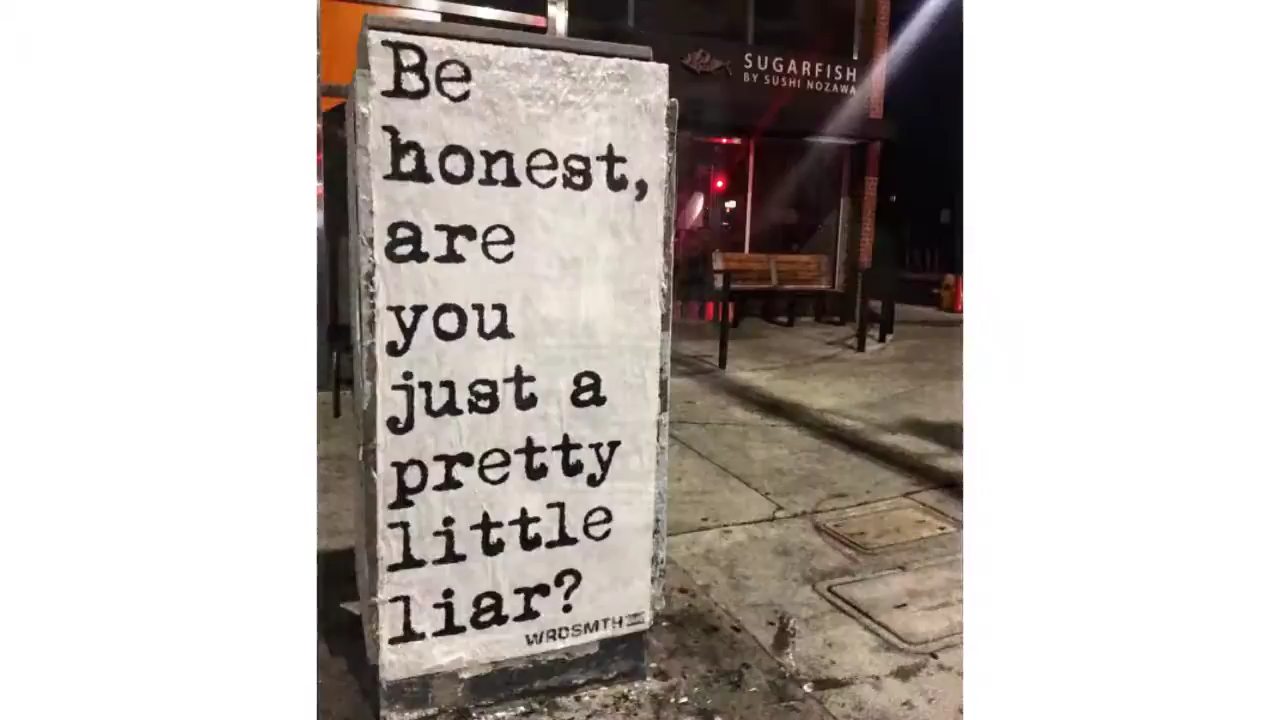 Be
honest,
are
you
just a
pretty
little
liar?
WRDSMTH
SUGARFISH
BY SUSHI NOZAWA